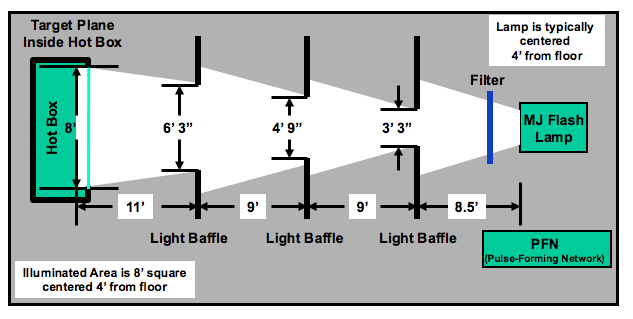 Target Plane
Inside Hot Box
Lamp is typically
centered
4’ from floor
Filter
Hot Box
8’
6’ 3”
4’ 9”
3’ 3”
MJ Flash
Lamp
11’
9’
9’
8.5’
Light Baffle
Light Baffle
Light Baffle
PFN
(Pulse-Forming Network)
Illuminated Area is 8’ square
centered 4’ from floor